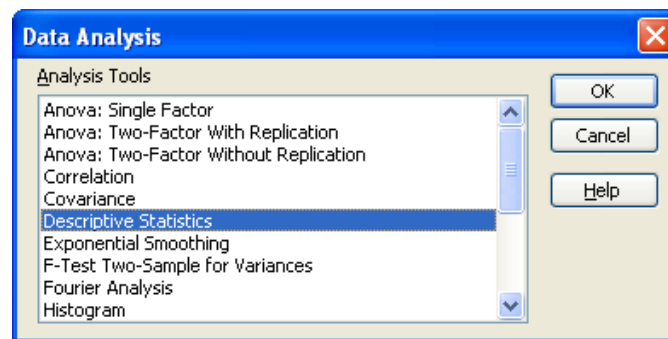 Data Analysis
Analysis Tools
Anova: Single Factor
Anova: Two-Factor With Replication
Anova: Two-Factor Without Replication
Correlation
Covariance
Descriptive Statistics
Exponential Smoothing
F-Test Two-Sample for Variances
Fourier Analysis
Histogram
OK
Cancel
Help